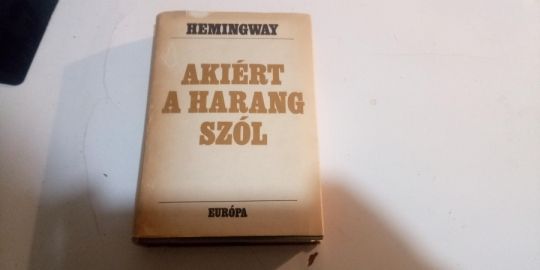 HEMINGWAY
AKIÉRT
A HARANG
SZÓL
EURÓPA